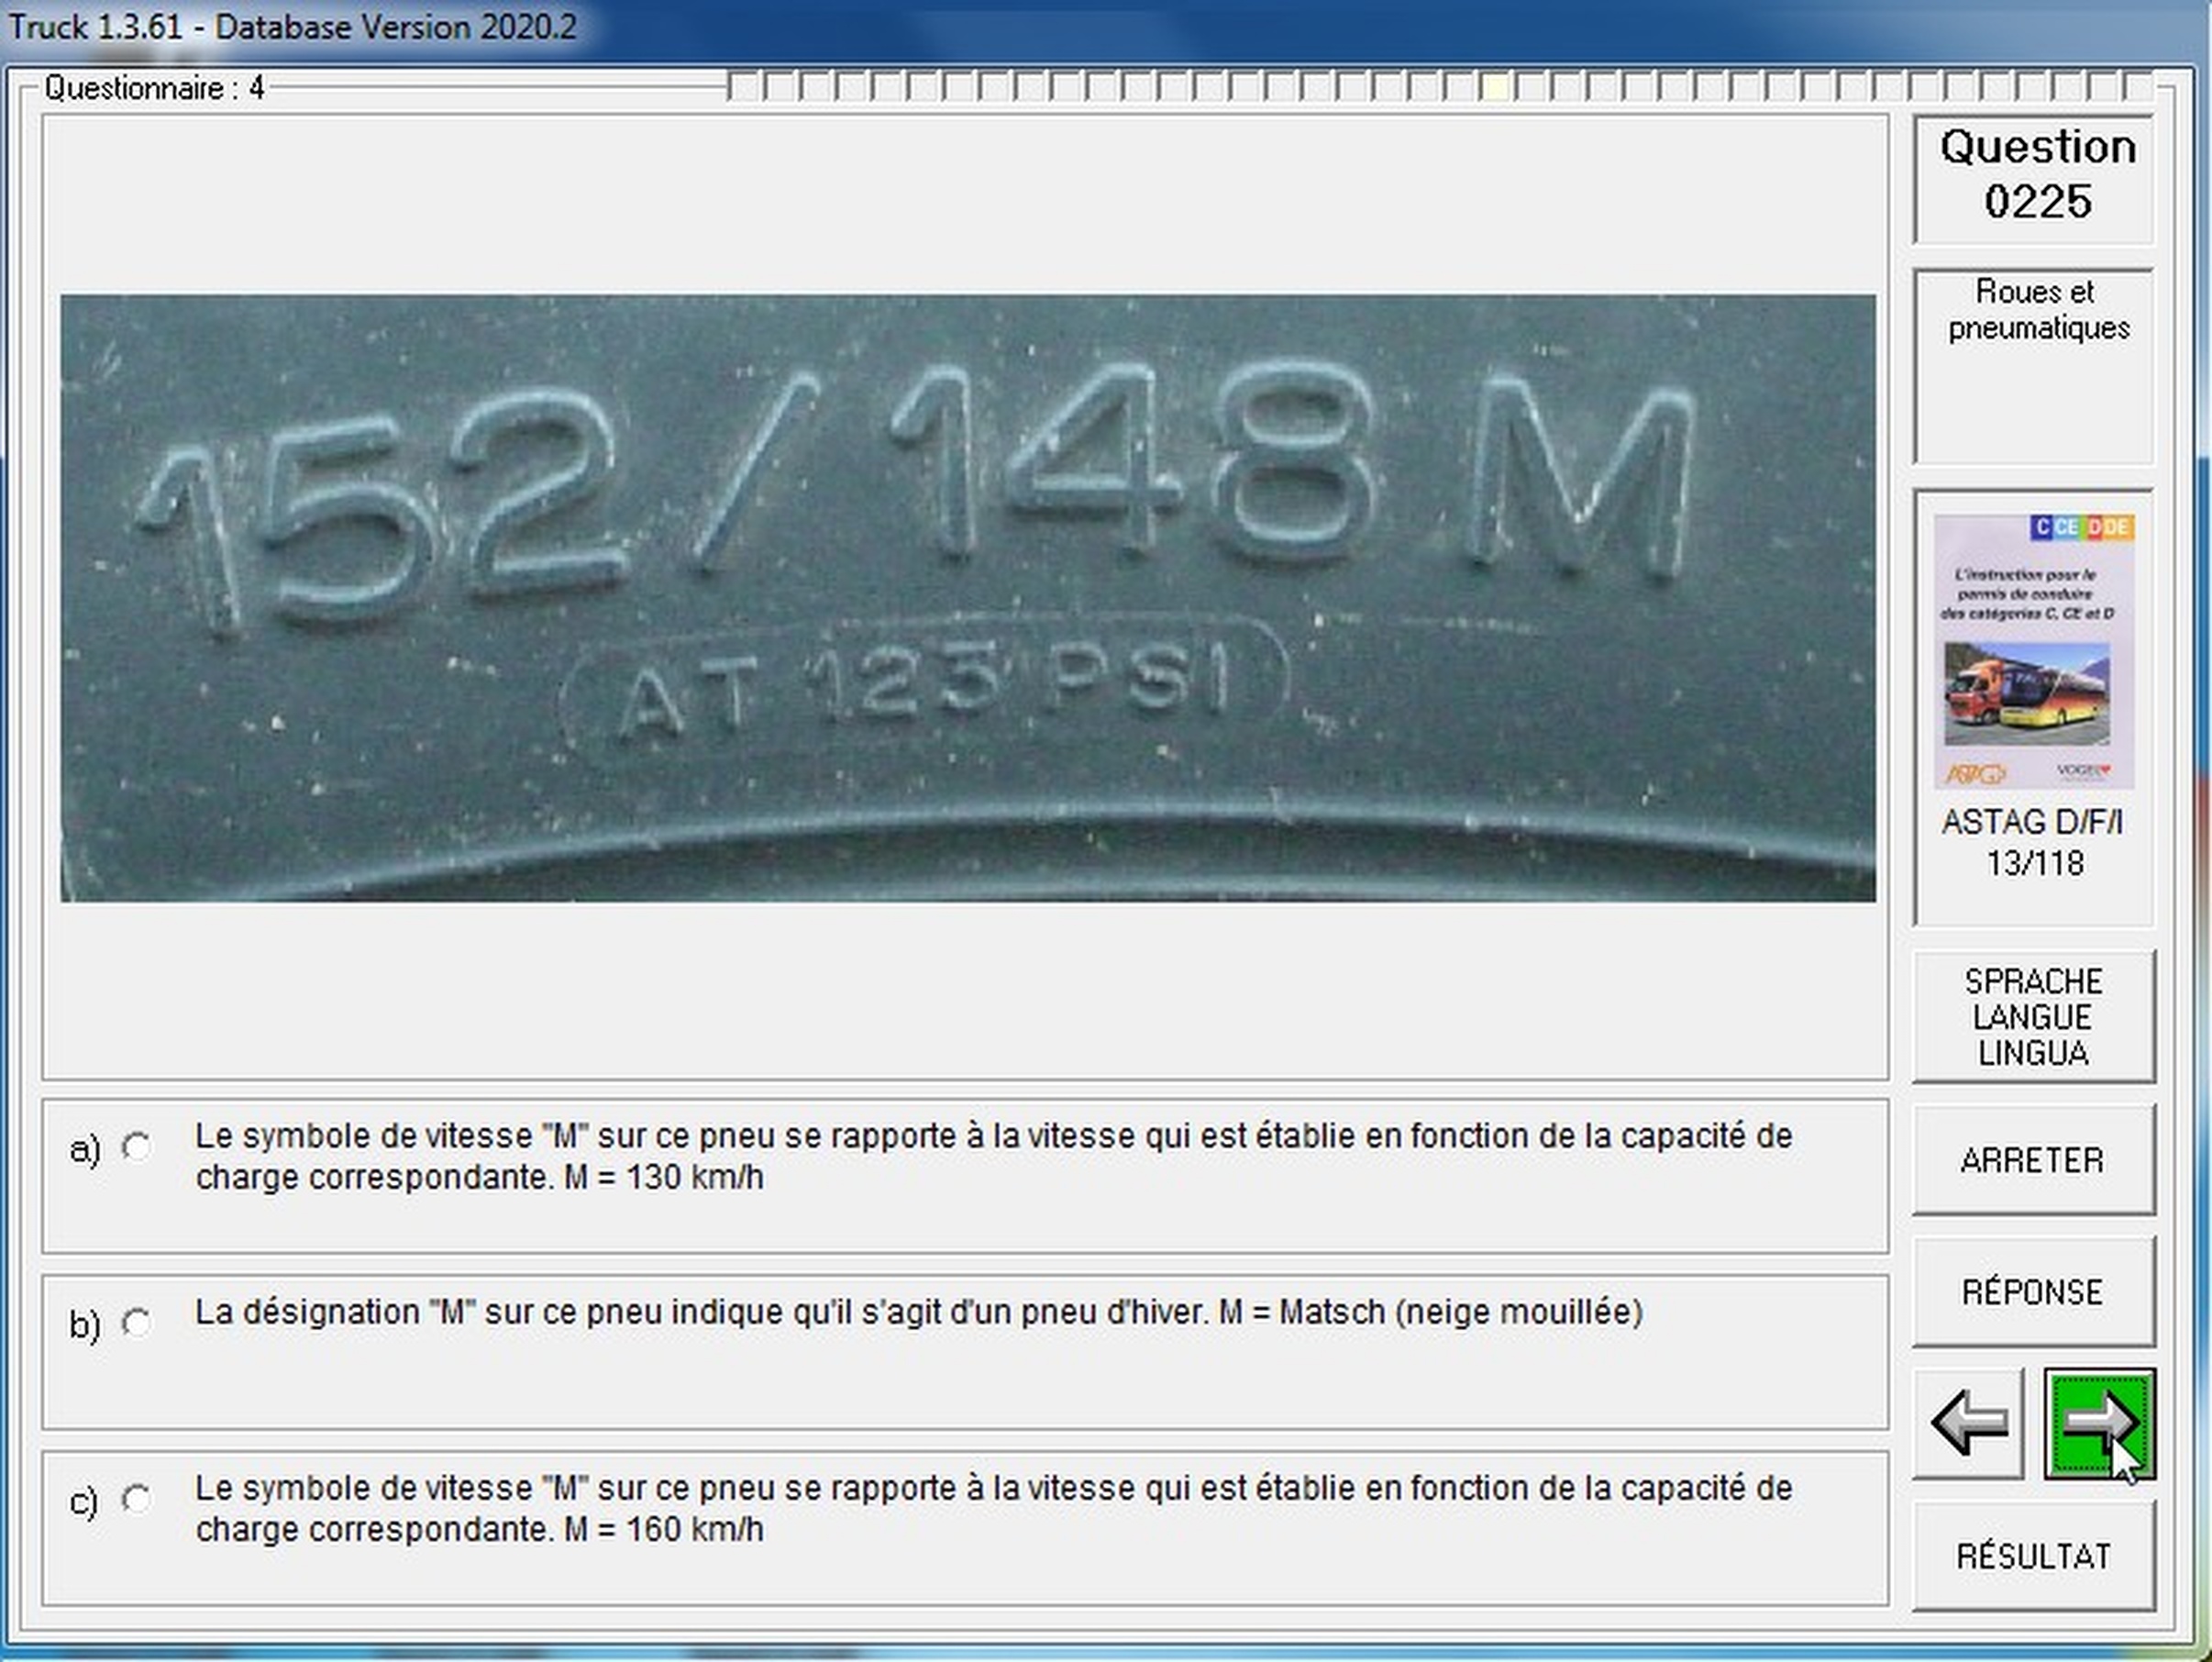 Truck 1.3.61 - Database Version 2020.2
Questionnaire : 4
Question
0225
Roues et
pneumatiques
152/148 M
AT 125 PSI
C CE D DE
L'instruction pour le
permis de conduire
des catégories C, CE et D
ASTAG
VOGEL
ASTAG D/F/I
13/118
SPRACHE
LANGUE
LINGUA
ARRETER
RÉPONSE
RÉSULTAT
a) Le symbole de vitesse "M" sur ce pneu se rapporte à la vitesse qui est établie en fonction de la capacité de
charge correspondante. M = 130 km/h
b) La désignation "M" sur ce pneu indique qu'il s'agit d'un pneu d'hiver. M = Matsch (neige mouillée)
c) Le symbole de vitesse "M" sur ce pneu se rapporte à la vitesse qui est établie en fonction de la capacité de
charge correspondante. M = 160 km/h